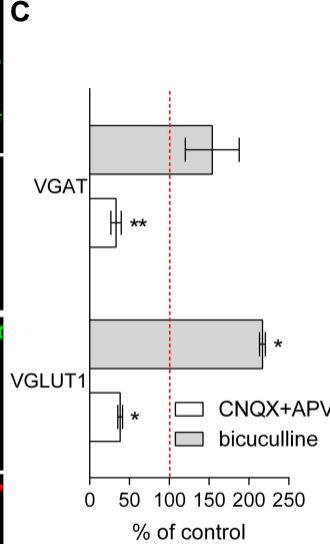 C
VGAT
**
*
VGLUT1
*
CNQX+APV
bicuculline
0 50 100 150 200 250
% of control